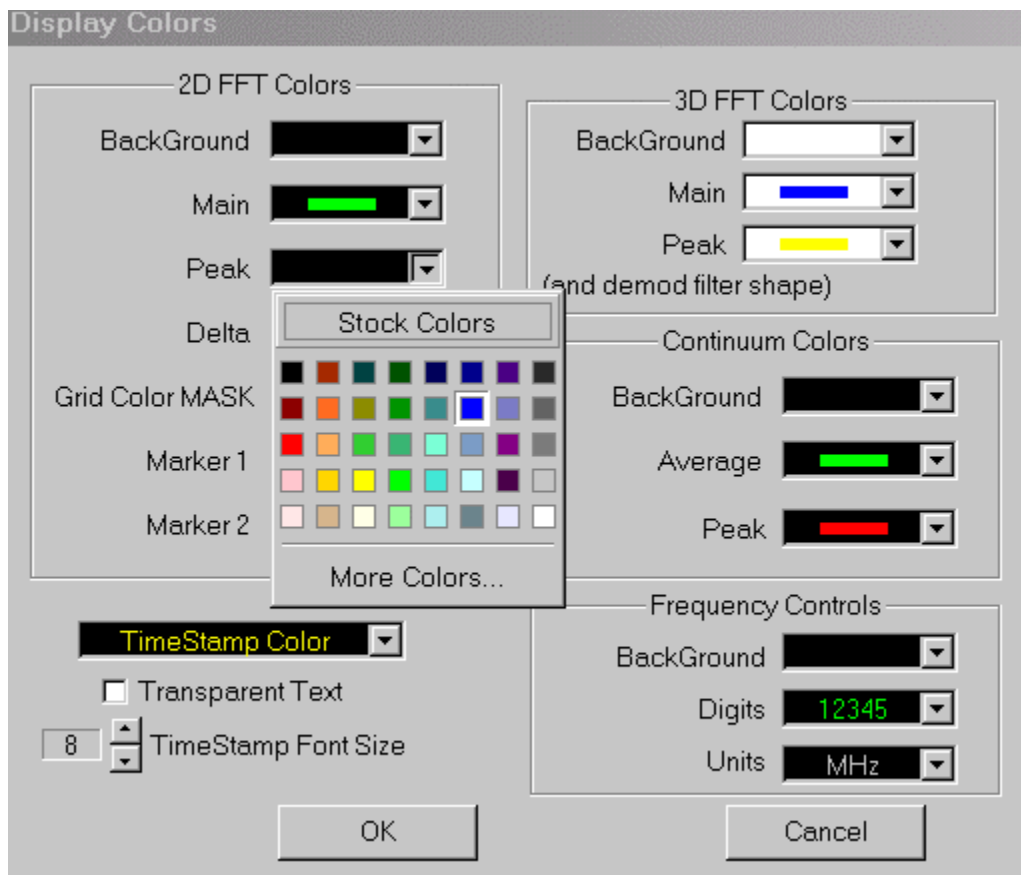 Display Colors
2D FFT Colors
BackGround
Main
Peak
Delta
Grid Color MASK
Marker 1
Marker 2
Stock Colors
More Colors...
3D FFT Colors
BackGround
Main
Peak
(and demod filter shape)
Continuum Colors
BackGround
Average
Peak
TimeStamp Color
Transparent Text
8 TimeStamp Font Size
Frequency Controls
BackGround
Digits 12345
Units MHz
OK
Cancel